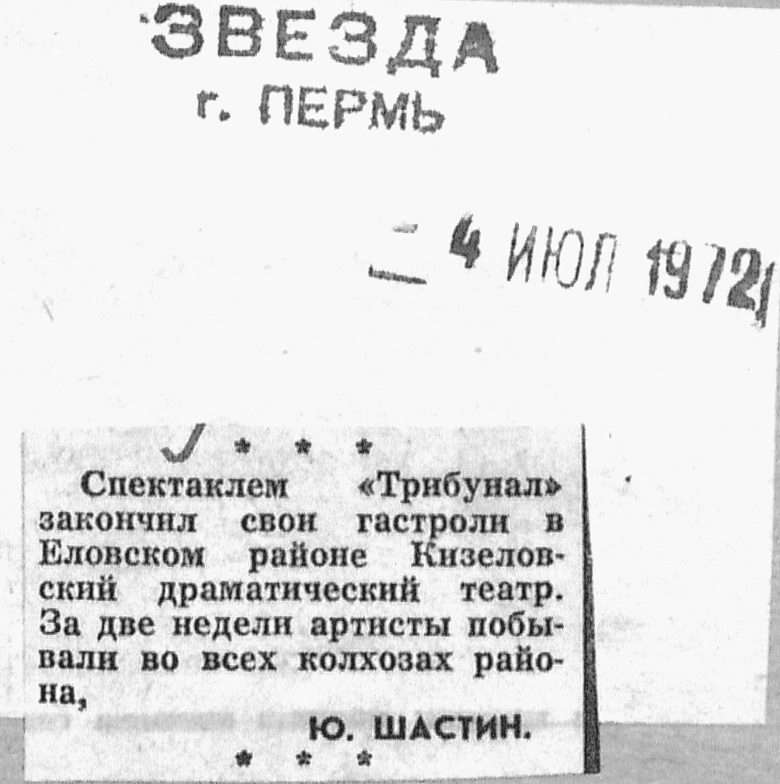 ЗВЕЗДА
г. ПЕРМЬ
- 4 ИЮЛ 1972
* * *
Спектаклем «Трибунал»
закончил свои гастроли в
Еловском районе Кизелов-
ский драматический театр.
За две недели артисты побы-
вали во всех колхозах райо-
на,
Ю. ШАСТИН.
* * *